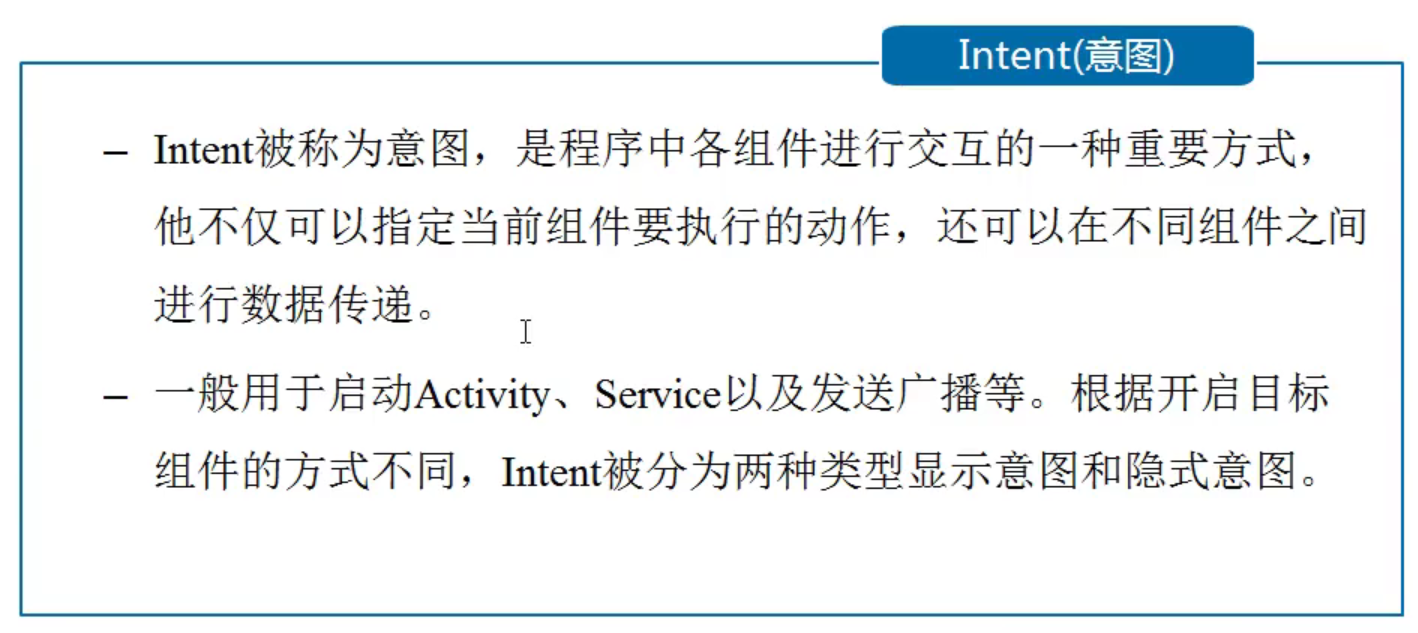 Intent(意图)
– Intent被称为意图，是程序中各组件进行交互的一种重要方式，
他不仅可以指定当前组件要执行的动作，还可以在不同组件之间
进行数据传递。
– 一般用于启动Activity、Service以及发送广播等。根据开启目标
组件的方式不同，Intent被分为两种类型显示意图和隐式意图。